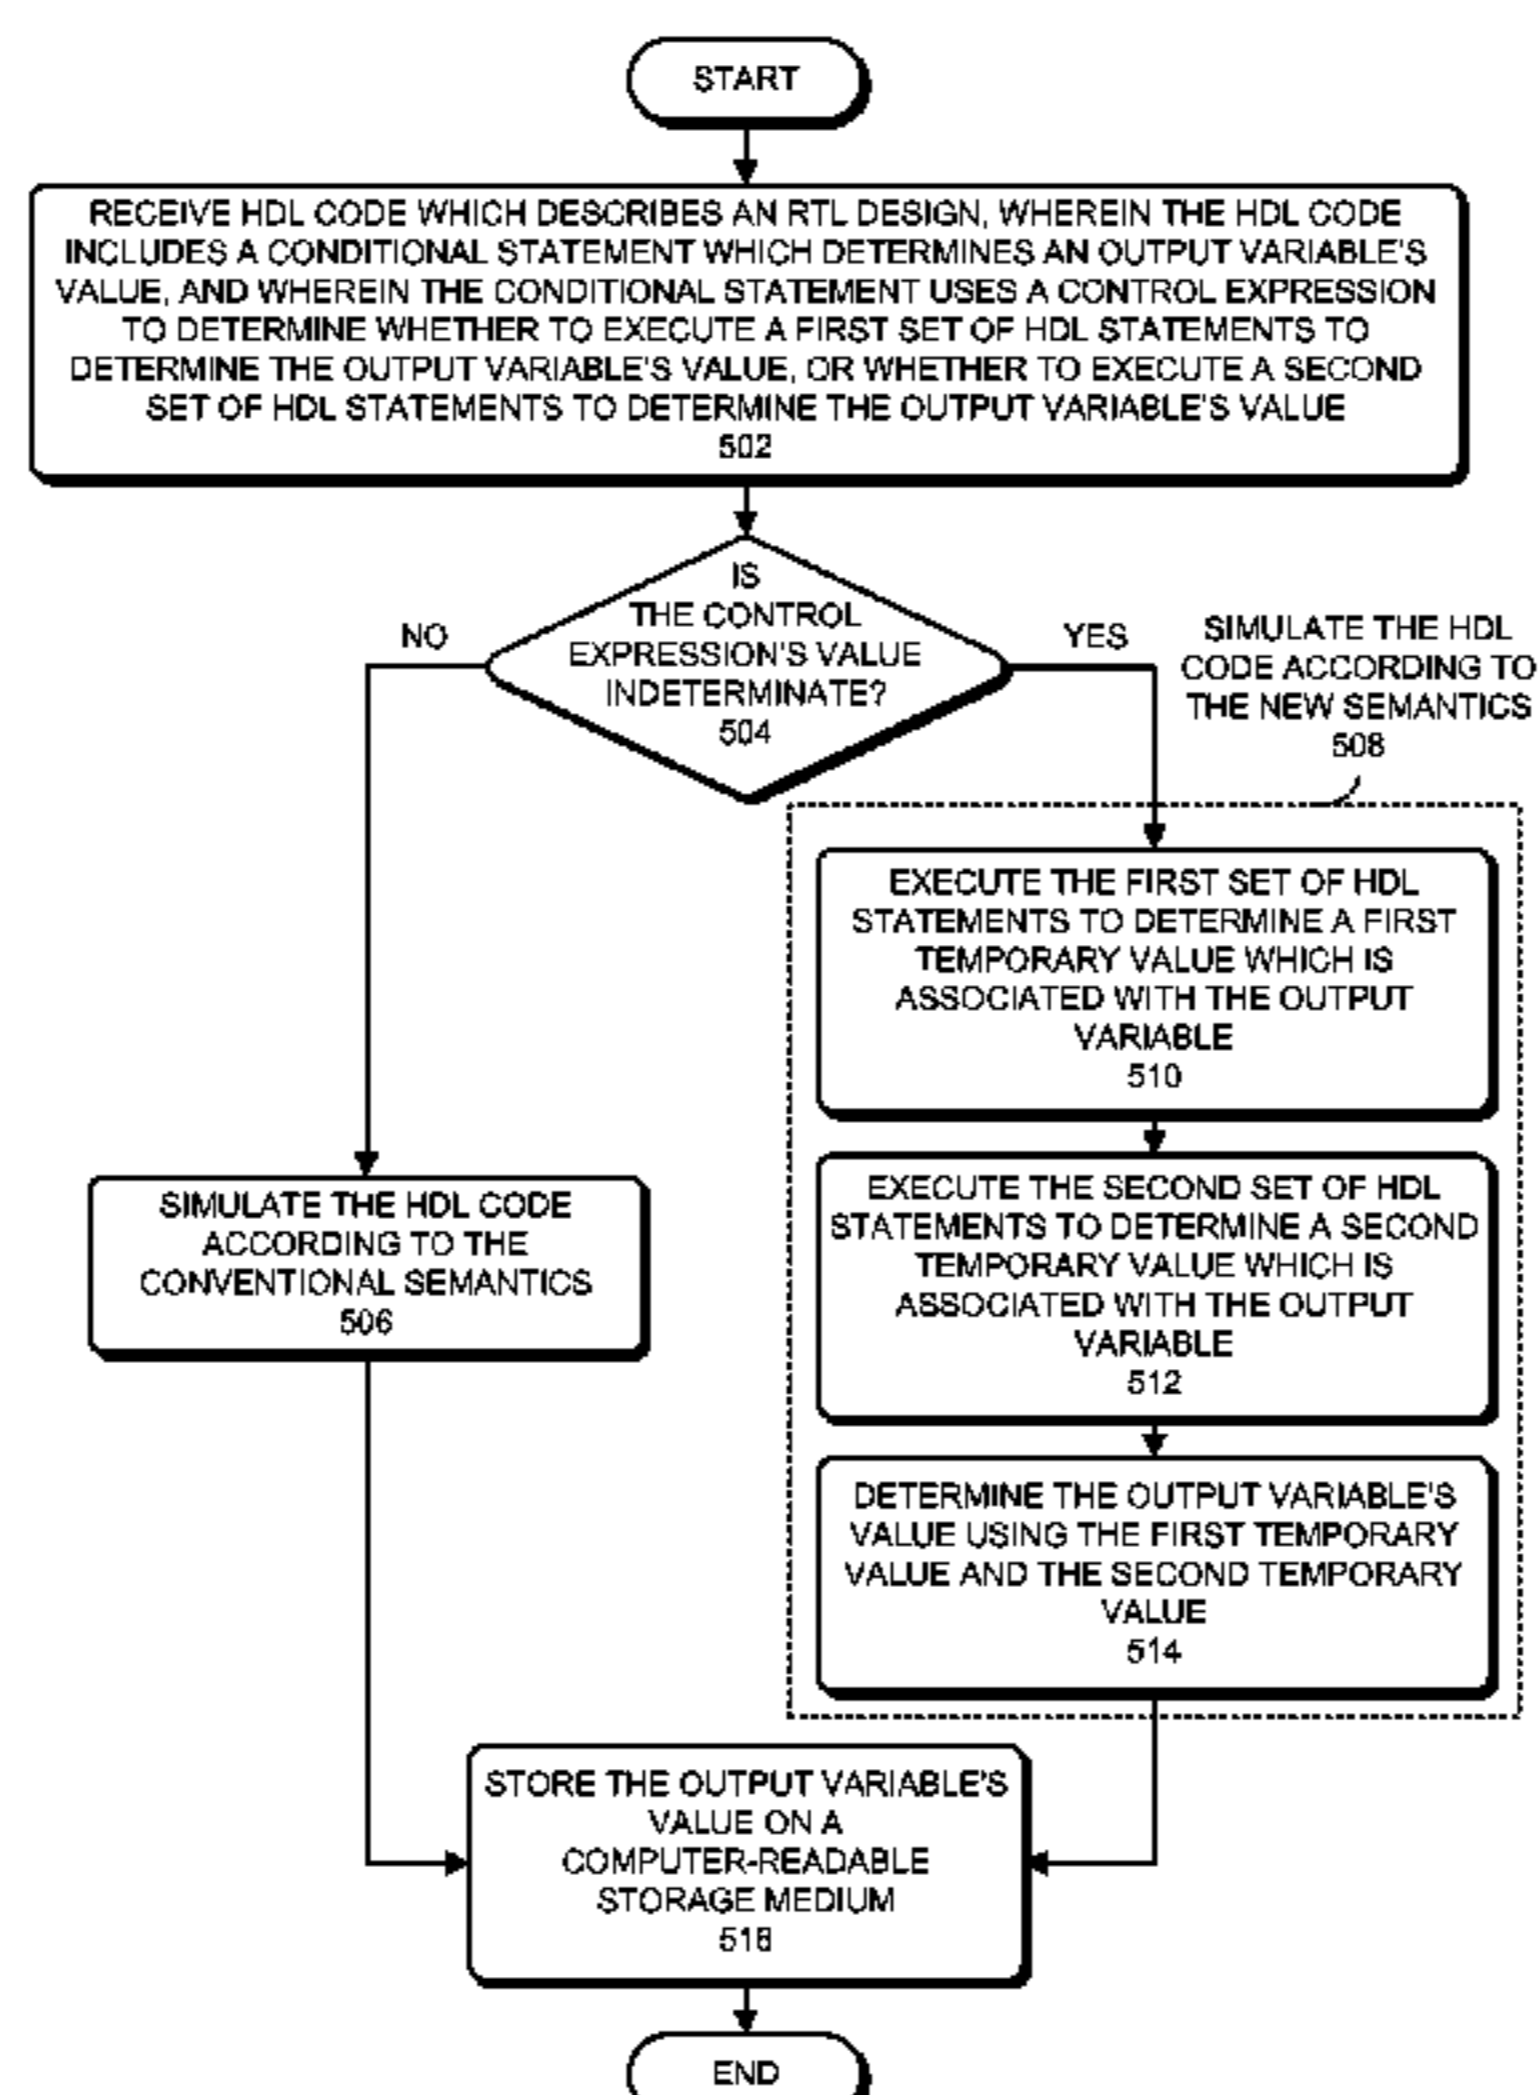 START
RECEIVE HDL CODE WHICH DESCRIBES AN RTL DESIGN, WHEREIN THE HDL CODE
INCLUDES A CONDITIONAL STATEMENT WHICH DETERMINES AN OUTPUT VARIABLE'S
VALUE, AND WHEREIN THE CONDITIONAL STATEMENT USES A CONTROL EXPRESSION
TO DETERMINE WHETHER TO EXECUTE A FIRST SET OF HDL STATEMENTS TO
DETERMINE THE OUTPUT VARIABLE'S VALUE, OR WHETHER TO EXECUTE A SECOND
SET OF HDL STATEMENTS TO DETERMINE THE OUTPUT VARIABLE'S VALUE
502
IS
THE CONTROL
EXPRESSION'S VALUE
INDETERMINATE?
504
NO
YES
SIMULATE THE HDL
CODE ACCORDING TO
THE NEW SEMANTICS
508
EXECUTE THE FIRST SET OF HDL
STATEMENTS TO DETERMINE A FIRST
TEMPORARY VALUE WHICH IS
ASSOCIATED WITH THE OUTPUT
VARIABLE
510
EXECUTE THE SECOND SET OF HDL
STATEMENTS TO DETERMINE A SECOND
TEMPORARY VALUE WHICH IS
ASSOCIATED WITH THE OUTPUT
VARIABLE
512
SIMULATE THE HDL CODE
ACCORDING TO THE
CONVENTIONAL SEMANTICS
506
DETERMINE THE OUTPUT VARIABLE'S
VALUE USING THE FIRST TEMPORARY
VALUE AND THE SECOND TEMPORARY
VALUE
514
STORE THE OUTPUT VARIABLE'S
VALUE ON A
COMPUTER-READABLE
STORAGE MEDIUM
516
END